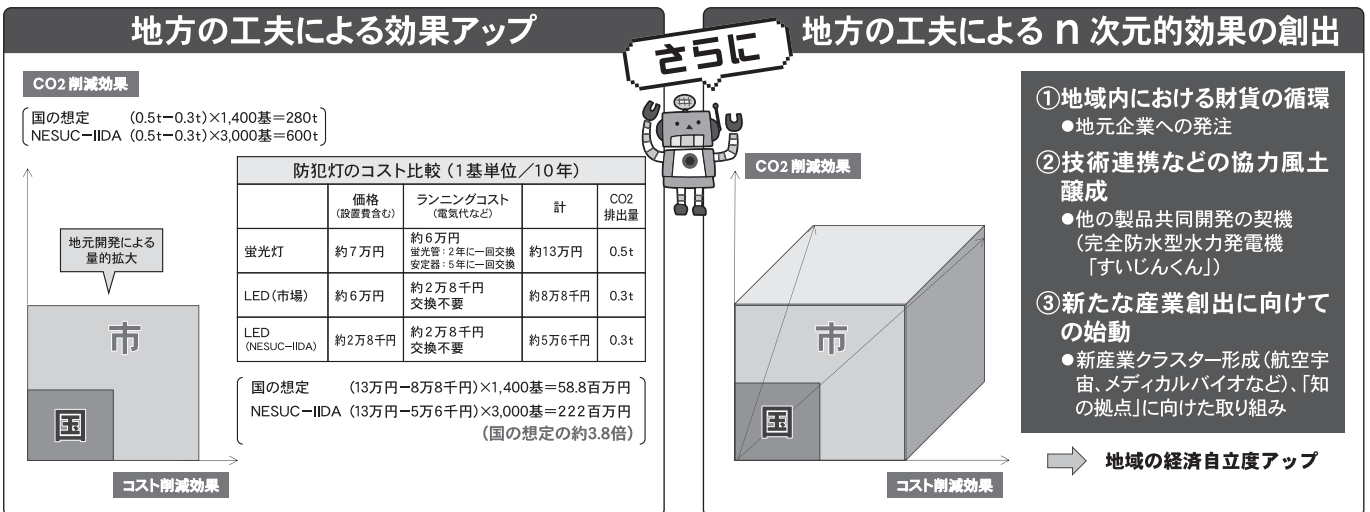 地方の工夫による効果アップ
CO2削減効果
国の想定 (0.5t−0.3t)×1,400基＝280t
NESUC−IIDA (0.5t−0.3t)×3,000基＝600t
地元開発による
量的拡大
市
国
コスト削減効果
防犯灯のコスト比較（1基単位／10年）
価格
（設置費含む）
ランニングコスト
（電気代など）
計
CO2
排出量
蛍光灯
約7万円
約6万円
蛍光管：2年に一回交換
安定器：5年に一回交換
約13万円
0.5t
LED（市場）
約6万円
約2万8千円
交換不要
約8万8千円
0.3t
LED
（NESUC−IIDA）
約2万8千円
約2万8千円
交換不要
約5万6千円
0.3t
国の想定 （13万円−8万8千円）×1,400基＝58.8百万円
NESUC−IIDA （13万円−5万6千円）×3,000基＝222百万円
（国の想定の約3.8倍）
さらに
地方の工夫による n 次元的効果の創出
CO2削減効果
市
国
コスト削減効果
①地域内における財貨の循環
●地元企業への発注
②技術連携などの協力風土
醸成
●他の製品共同開発の契機
（完全防水型水力発電機
「すいじんくん」）
③新たな産業創出に向けて
の始動
●新産業クラスター形成（航空宇
宙、メディカルバイオなど）、「知
の拠点」に向けた取り組み
地域の経済自立度アップ